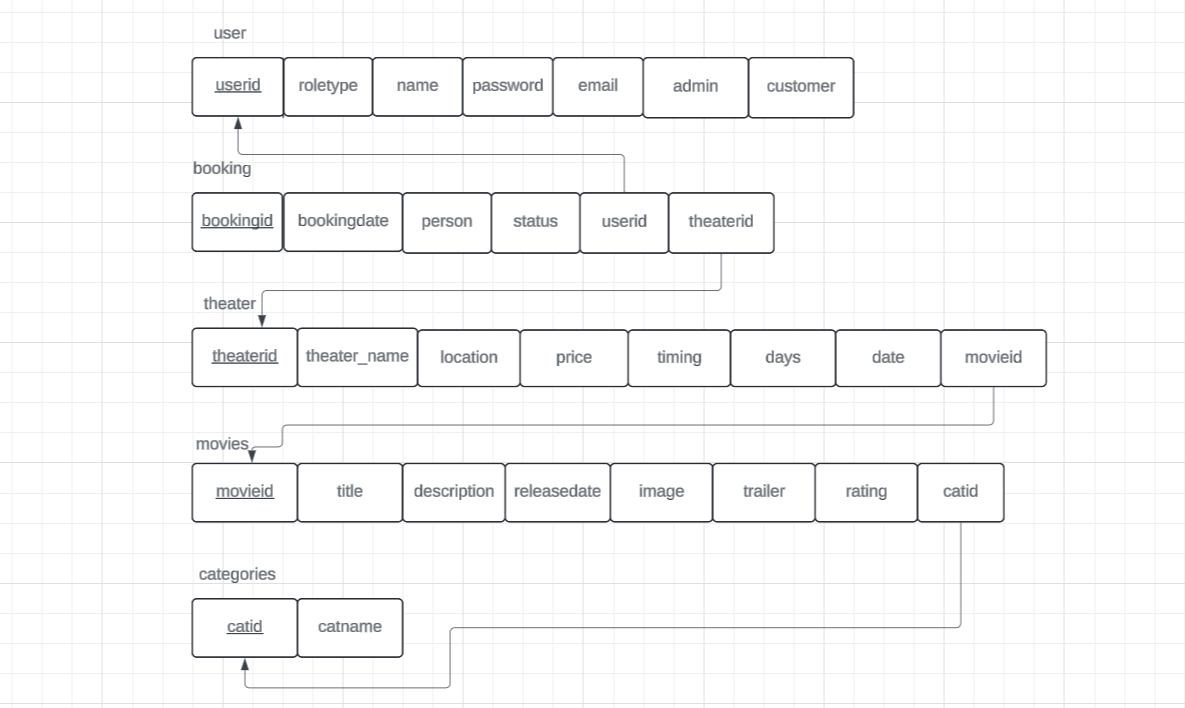 user
userid roletype name password email admin customer
booking
bookingid bookingdate person status userid theaterid
theater
theaterid theater_name location price timing days date movieid
movies
movieid title description releasedate image trailer rating catid
categories
catid catname